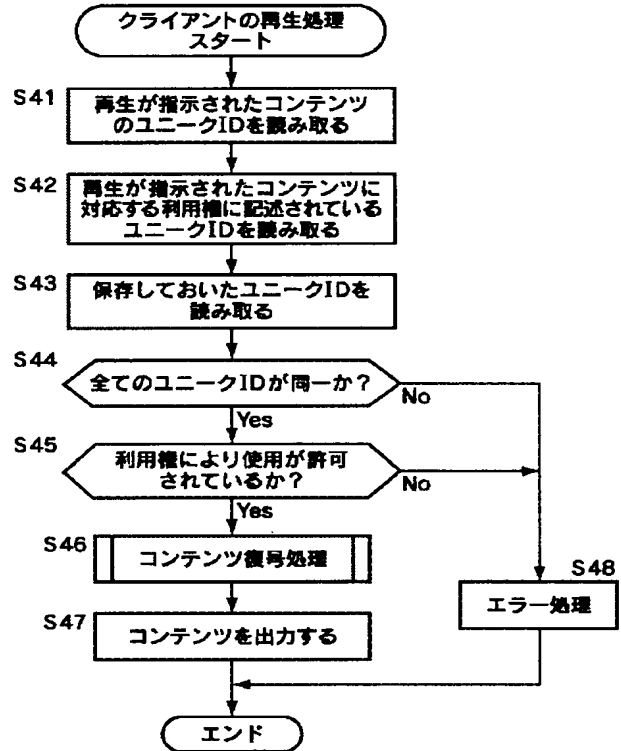 クライアントの再生処理
スタート
S41
再生が指示されたコンテンツ
のユニークIDを読み取る
S42
再生が指示されたコンテンツに
対応する利用権に記述されている
ユニークIDを読み取る
S43
保存しておいたユニークIDを
読み取る
S44
全てのユニークIDが同一か?
No
Yes
S45
利用権により使用が許可
されているか?
No
Yes
S46
コンテンツ復号処理
S48
エラー処理
S47
コンテンツを出力する
エンド